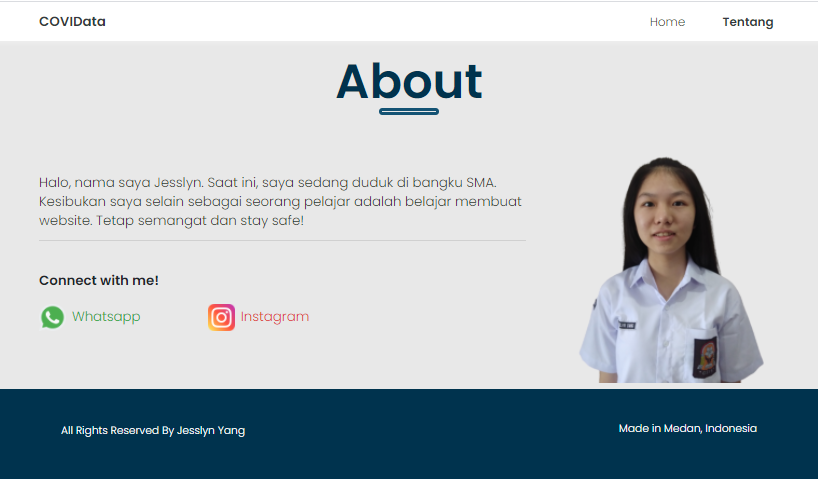 COVIData
Home
Tentang
About
Halo, nama saya Jesslyn. Saat ini, saya sedang duduk di bangku SMA.
Kesibukan saya selain sebagai seorang pelajar adalah belajar membuat
website. Tetap semangat dan stay safe!
Connect with me!
Whatsapp
Instagram
All Rights Reserved By Jesslyn Yang
Made in Medan, Indonesia